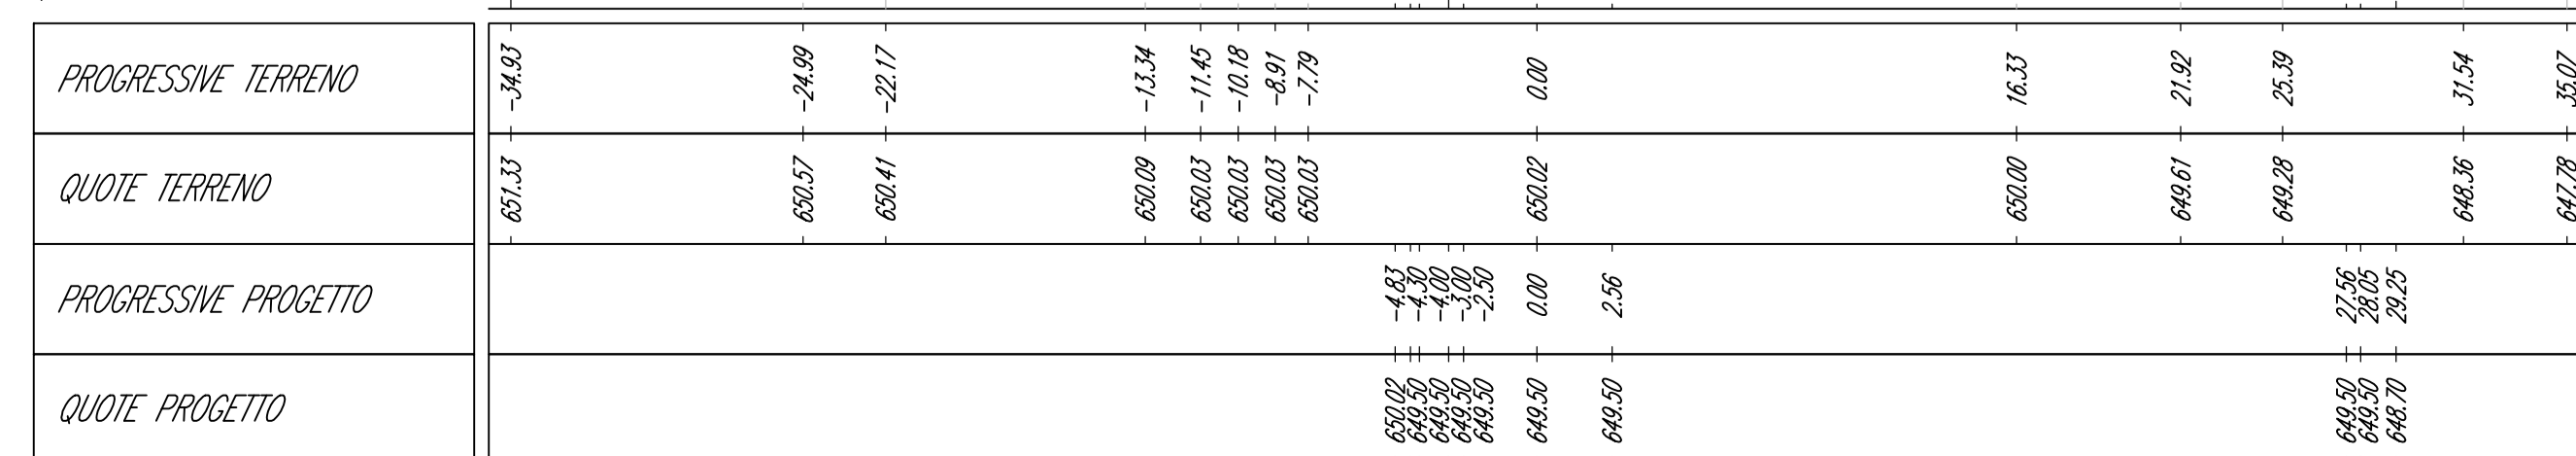 PROGRESSIVE TERRENO -34.93 -24.99 -22.17 -13.34 -11.45 -10.18 -8.91 -7.79 0.00 16.33 21.92 25.39 31.54 35.07
QUOTE TERRENO 651.33 650.57 650.41 650.09 650.03 650.03 650.03 650.03 650.02 650.00 649.61 649.28 648.36 647.78
PROGRESSIVE PROGETTO -4.83 -4.30 -4.00 -3.00 -2.50 0.00 2.56 27.56 28.05 29.25
QUOTE PROGETTO 650.02 649.50 649.50 649.50 649.50 649.50 649.50 649.50 649.50 648.70